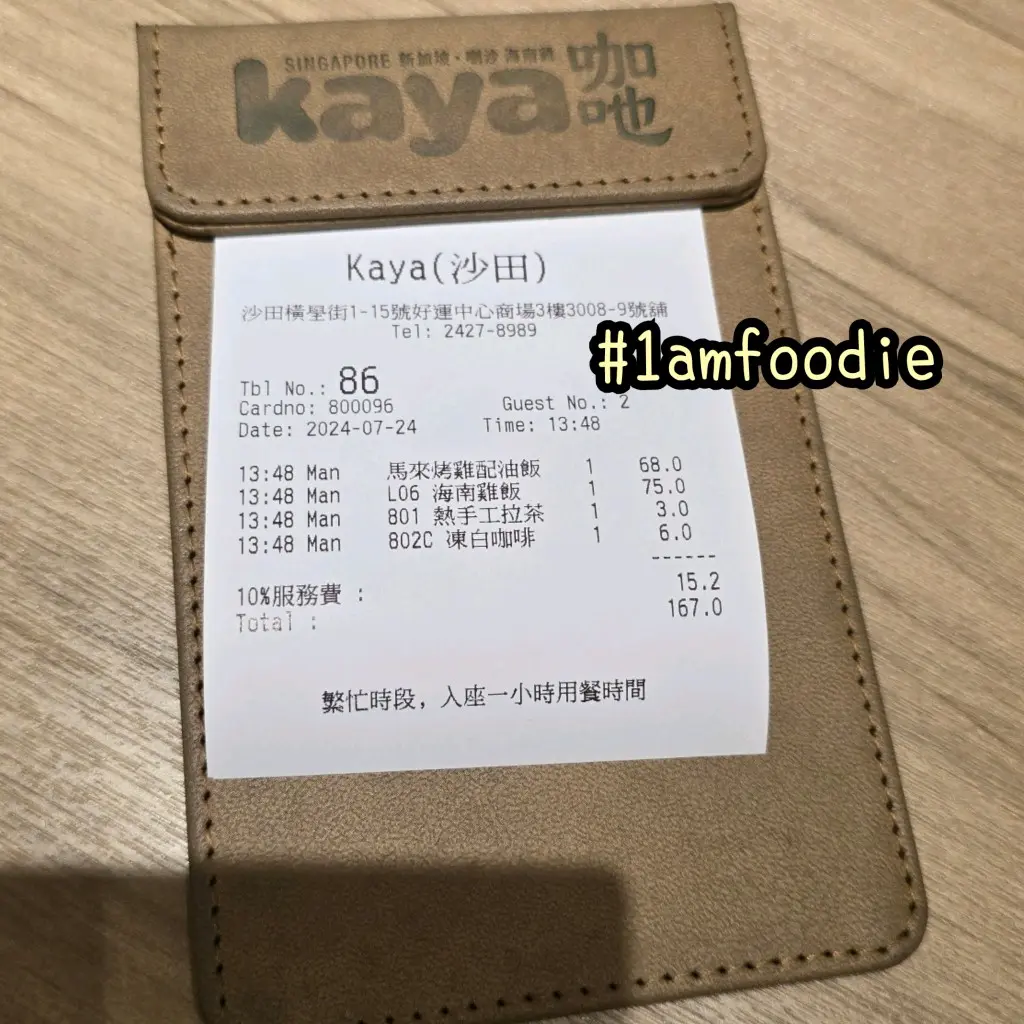 SINGAPORE 新加坡·喇沙 海南雞
kaya 咖吔
Kaya(沙田)
沙田橫壆街1-15號好運中心商場3樓3008-9號舖
Tel: 2427-8989
#1amfoodie
Tbl No.: 86
Cardno: 800096 Guest No.: 2
Date: 2024-07-24 Time: 13:48
13:48 Man 馬來烤雞配油飯 1 68.0
13:48 Man L06 海南雞飯 1 75.0
13:48 Man 801 熱手工拉茶 1 3.0
13:48 Man 802C 凍白咖啡 1 6.0
------
10%服務費 : 15.2
Total : 167.0
繁忙時段, 入座一小時用餐時間